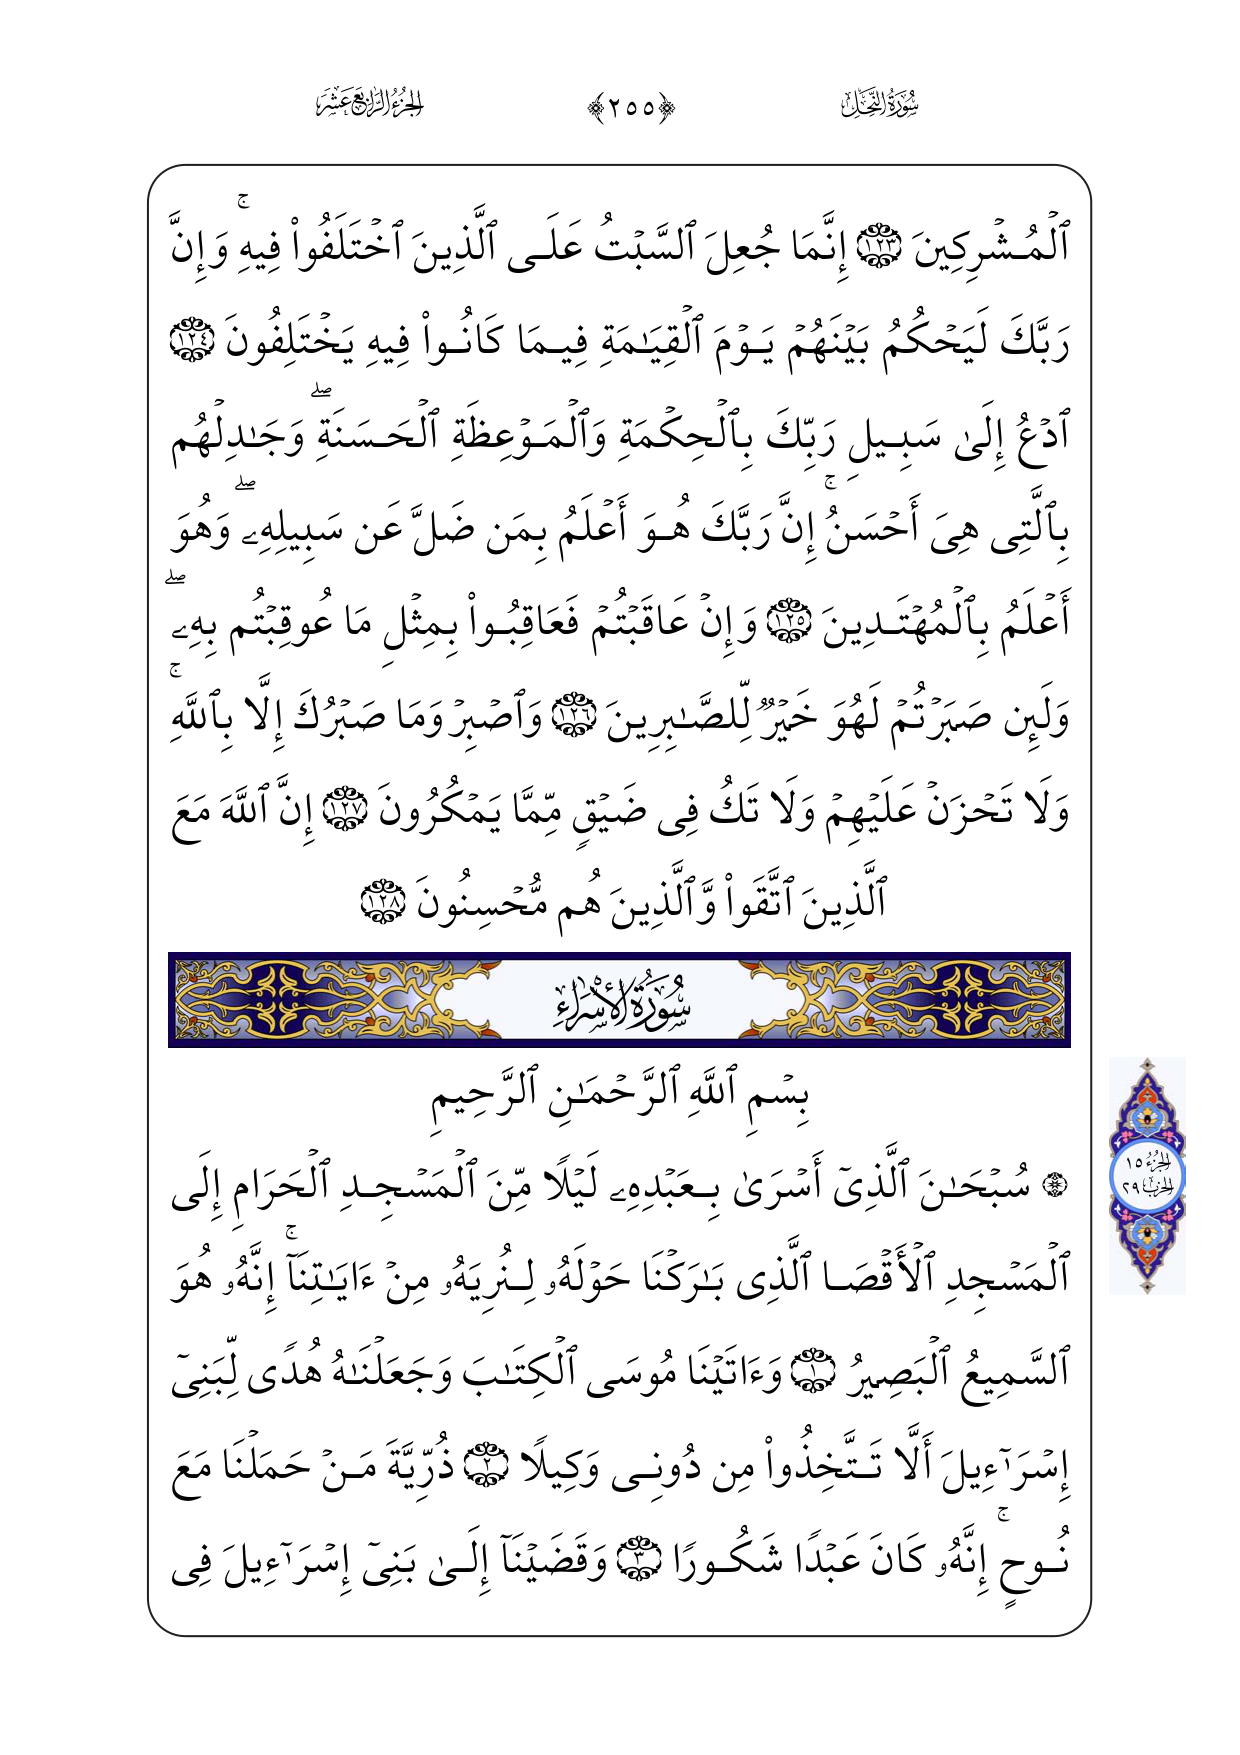 سُورَةُ النَّحْلِ ﴿٢٥٥﴾ الجُزْءُ الرَّابِعَ عَشَرَ
ٱلۡمُشۡرِكِينَ ١٢٣ إِنَّمَا جُعِلَ ٱلسَّبۡتُ عَلَى ٱلَّذِينَ ٱخۡتَلَفُواْ فِيهِۚ وَإِنَّ
رَبَّكَ لَيَحۡكُمُ بَيۡنَهُمۡ يَوۡمَ ٱلۡقِيَٰمَةِ فِيمَا كَانُواْ فِيهِ يَخۡتَلِفُونَ ١٢٤
ٱدۡعُ إِلَىٰ سَبِيلِ رَبِّكَ بِٱلۡحِكۡمَةِ وَٱلۡمَوۡعِظَةِ ٱلۡحَسَنَةِۖ وَجَٰدِلۡهُم
بِٱلَّتِي هِيَ أَحۡسَنُۚ إِنَّ رَبَّكَ هُوَ أَعۡلَمُ بِمَن ضَلَّ عَن سَبِيلِهِۦۖ وَهُوَ
أَعۡلَمُ بِٱلۡمُهۡتَدِينَ ١٢٥ وَإِنۡ عَاقَبۡتُمۡ فَعَاقِبُواْ بِمِثۡلِ مَا عُوقِبۡتُم بِهِۦۖ
وَلَئِن صَبَرۡتُمۡ لَهُوَ خَيۡرٞ لِّلصَّٰبِرِينَ ١٢٦ وَٱصۡبِرۡ وَمَا صَبۡرُكَ إِلَّا بِٱللَّهِۚ
وَلَا تَحۡزَنۡ عَلَيۡهِمۡ وَلَا تَكُ فِي ضَيۡقٖ مِّمَّا يَمۡكُرُونَ ١٢٧ إِنَّ ٱللَّهَ مَعَ
ٱلَّذِينَ ٱتَّقَواْ وَّٱلَّذِينَ هُم مُّحۡسِنُونَ ١٢٨
سُورَةُ الإِسْرَاءِ
بِسۡمِ ٱللَّهِ ٱلرَّحۡمَٰنِ ٱلرَّحِيمِ
۞ سُبۡحَٰنَ ٱلَّذِيٓ أَسۡرَىٰ بِعَبۡدِهِۦ لَيۡلٗا مِّنَ ٱلۡمَسۡجِدِ ٱلۡحَرَامِ إِلَى
الجزء ١٥
الحزب ٢٩
ٱلۡمَسۡجِدِ ٱلۡأَقۡصَا ٱلَّذِي بَٰرَكۡنَا حَوۡلَهُۥ لِنُرِيَهُۥ مِنۡ ءَايَٰتِنَآۚ إِنَّهُۥ هُوَ
ٱلسَّمِيعُ ٱلۡبَصِيرُ ١ وَءَاتَيۡنَا مُوسَى ٱلۡكِتَٰبَ وَجَعَلۡنَٰهُ هُدٗى لِّبَنِيٓ
إِسۡرَٰٓءِيلَ أَلَّا تَتَّخِذُواْ مِن دُونِي وَكِيلٗا ٢ ذُرِّيَّةَ مَنۡ حَمَلۡنَا مَعَ
نُوحٍۚ إِنَّهُۥ كَانَ عَبۡدٗا شَكُورٗا ٣ وَقَضَيۡنَآ إِلَىٰ بَنِيٓ إِسۡرَٰٓءِيلَ فِي